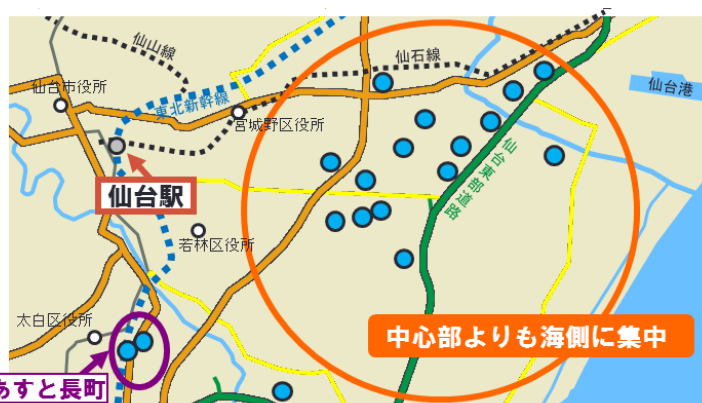 仙山線
仙石線
仙台市役所
東北新幹線
宮城野区役所
仙台港
仙台駅
仙台東部道路
若林区役所
太白区役所
中心部よりも海側に集中
あすと長町